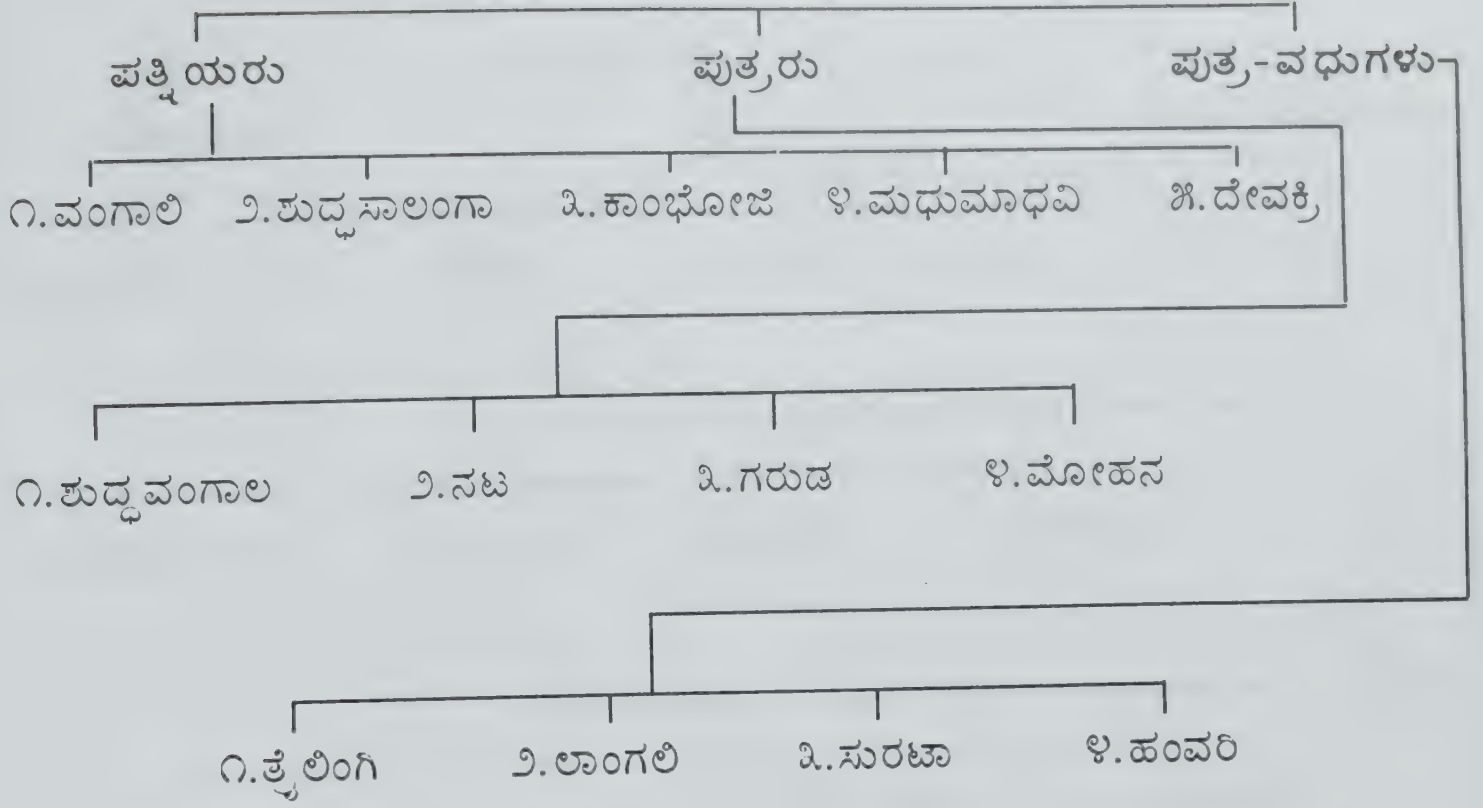 ಪತ್ನಿಯರು ಪುತ್ರರು ಪುತ್ರ-ವಧುಗಳು
೧.ವಂಗಾಲಿ ೨.ಶುದ್ಧಸಾಲಂಗಾ ೩.ಕಾಂಭೋಜಿ ೪.ಮಧುಮಾಧವಿ ೫.ದೇವಕ್ರಿ
೧.ಶುದ್ಧವಂಗಾಲ ೨.ನಟ ೩.ಗರುಡ ೪.ಮೋಹನ
೧.ತ್ರೈಲಿಂಗಿ ೨.ಲಾಂಗಲಿ ೩.ಸುರಟಾ ೪.ಹಂವರಿ